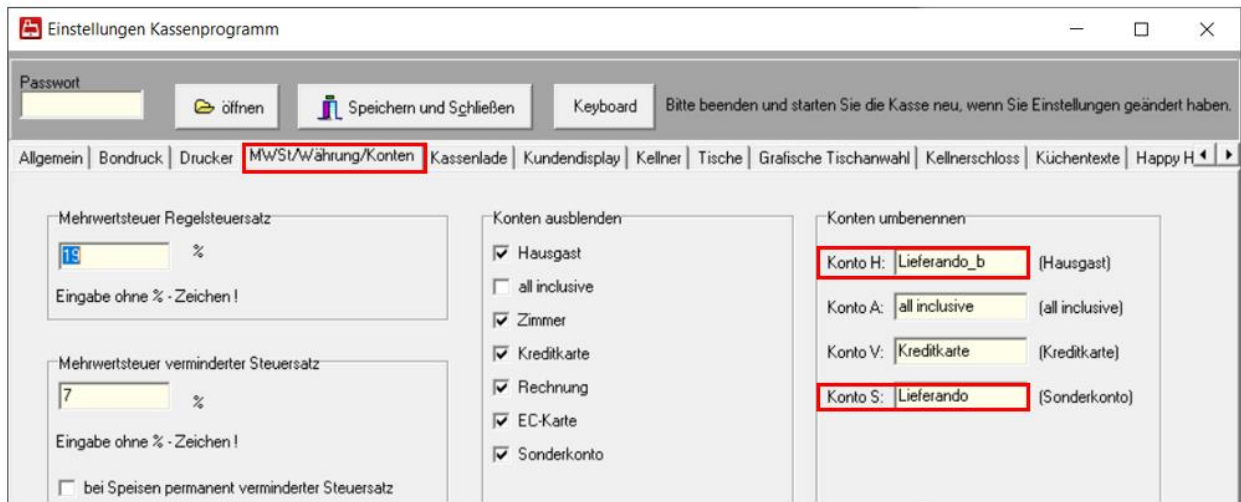 Einstellungen Kassenprogramm
Passwort
öffnen
Speichern und Schließen
Keyboard
Bitte beenden und starten Sie die Kasse neu, wenn Sie Einstellungen geändert haben.
Allgemein Bondruck Drucker MWSt/Währung/Konten Kassenlade Kundendisplay Kellner Tische Grafische Tischanwahl Kellnerschloss Küchentexte Happy H
Mehrwertsteuer Regelsteuersatz
19 %
Eingabe ohne % - Zeichen !
Mehrwertsteuer verminderter Steuersatz
7 %
Eingabe ohne % - Zeichen !
bei Speisen permanent verminderter Steuersatz
Konten ausblenden
Hausgast
all inclusive
Zimmer
Kreditkarte
Rechnung
EC-Karte
Sonderkonto
Konten umbenennen
Konto H: Lieferando_b (Hausgast)
Konto A: all inclusive (all inclusive)
Konto V: Kreditkarte (Kreditkarte)
Konto S: Lieferando (Sonderkonto)